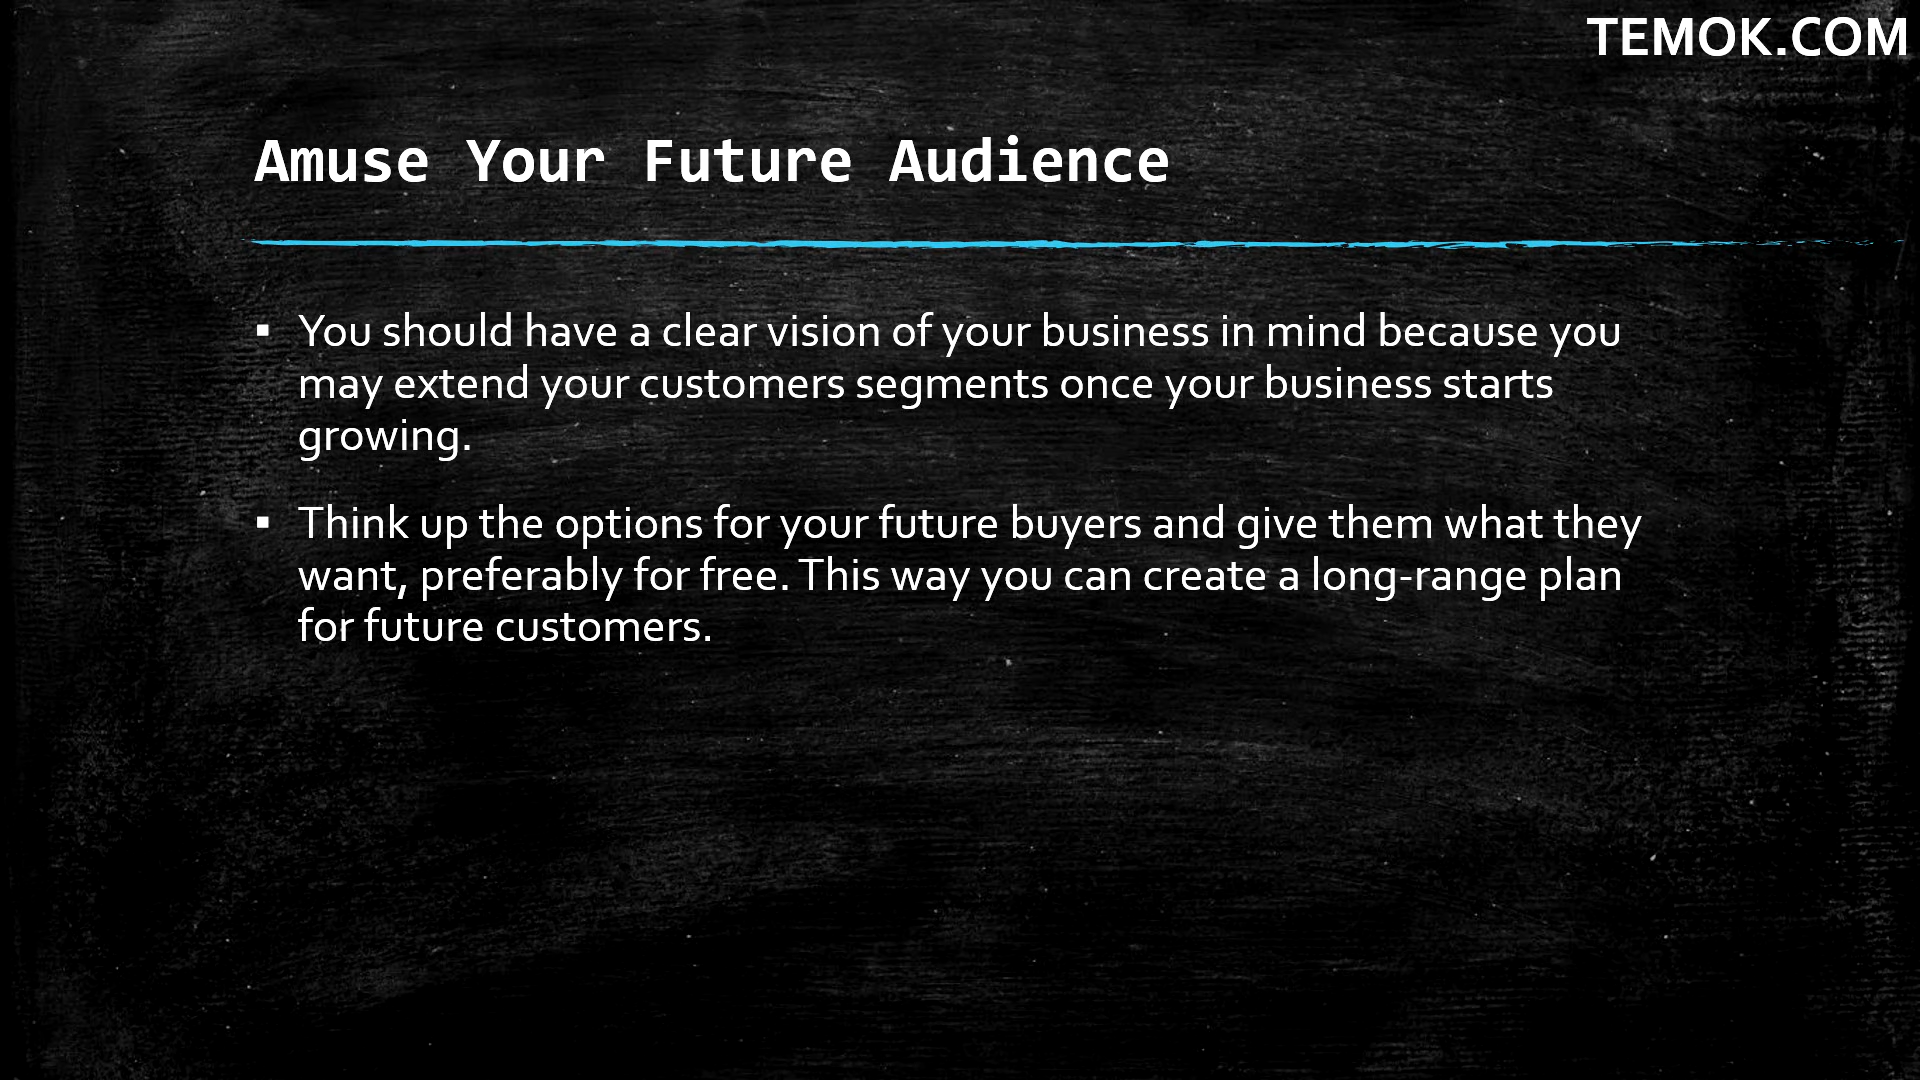 TEMOK.COM
Amuse Your Future Audience
▪ You should have a clear vision of your business in mind because you
may extend your customers segments once your business starts
growing.
▪ Think up the options for your future buyers and give them what they
want, preferably for free. This way you can create a long-range plan
for future customers.